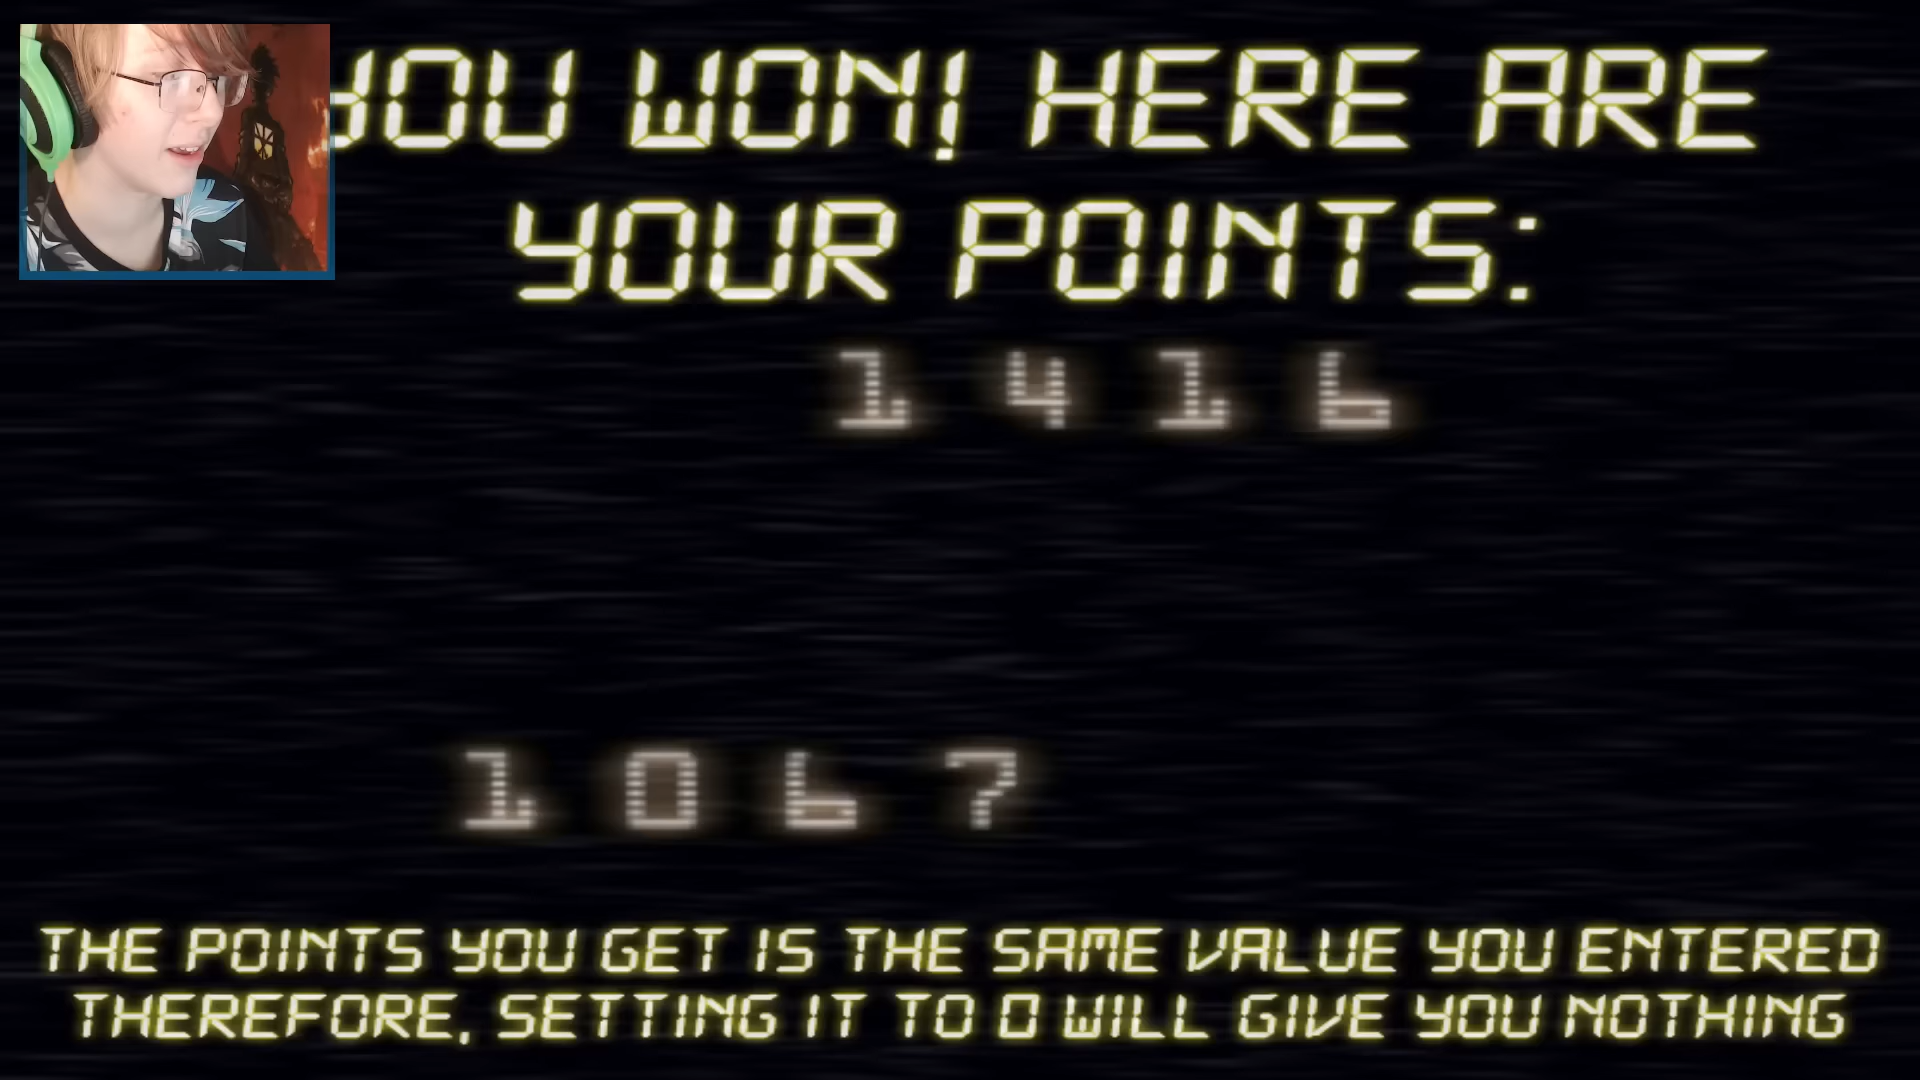 YOU WON! HERE ARE
YOUR POINTS:
1416
1067
THE POINTS YOU GET IS THE SAME VALUE YOU ENTERED
THEREFORE, SETTING IT TO 0 WILL GIVE YOU NOTHING